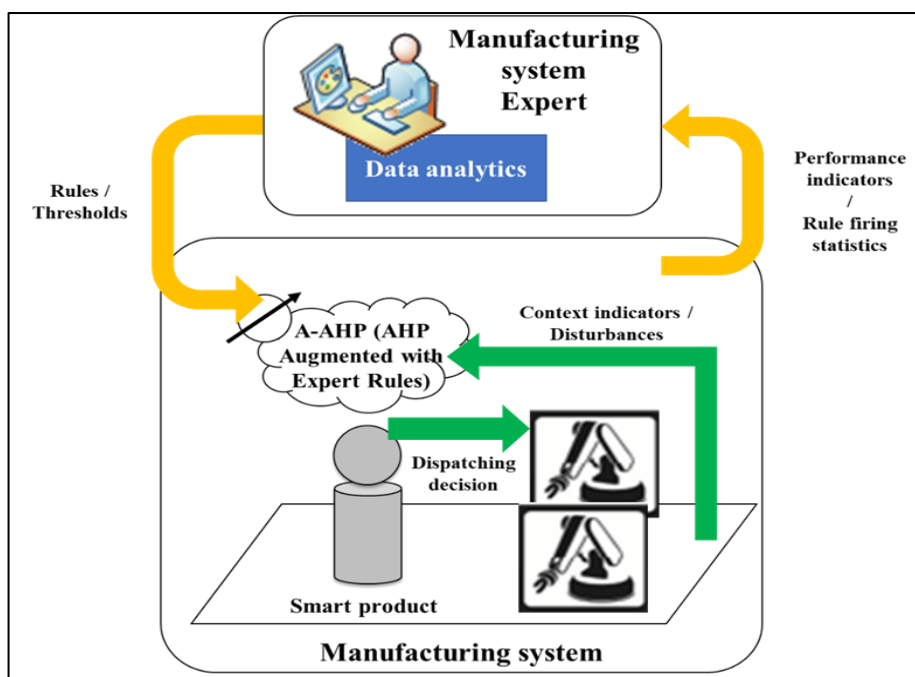 Manufacturing
system
Expert
Data analytics
Rules /
Thresholds
Performance
indicators
/
Rule firing
statistics
Context indicators /
Disturbances
A-AHP (AHP
Augmented with
Expert Rules)
Dispatching
decision
Smart product
Manufacturing system